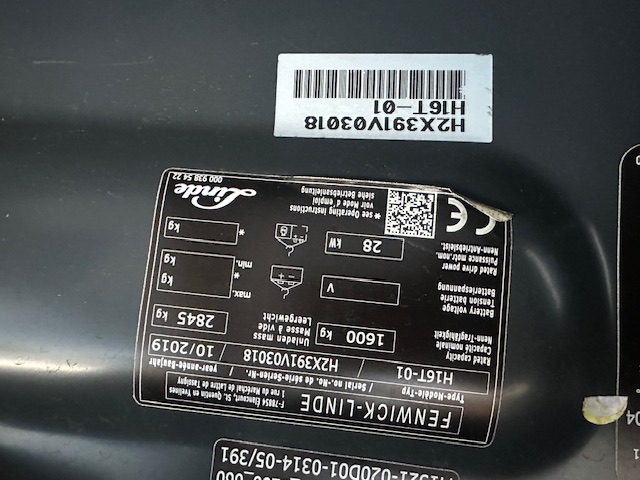 H2X391V03018
H16T-01
FENWICK-LINDE
F-78854 Élancourt, St. Quentin en Yvelines
1 rue du Maréchal de Lattre de Tassigny
Type-Modèle-Typ / Serial no.-No. de série-Serien-Nr. / year-année-Baujahr
H16T-01 H2X391V03018 10/2019
Rated capacity
Capacité nominale
Nenn-Tragfähigkeit
1600 kg
Unladen mass
Masse à vide
Leergewicht
2845 kg
Battery voltage
Tension batterie
Batteriespannung
V
max. kg
min. kg
Rated drive power
Puissance motr.nom.
Nenn-Antriebsleist.
28 kW
* kg
CE
* see Operating instructions
voir Mode d'emploi
siehe Betriebsanleitung
Linde
000 938 54 22
1521-020D01-0314-05/391